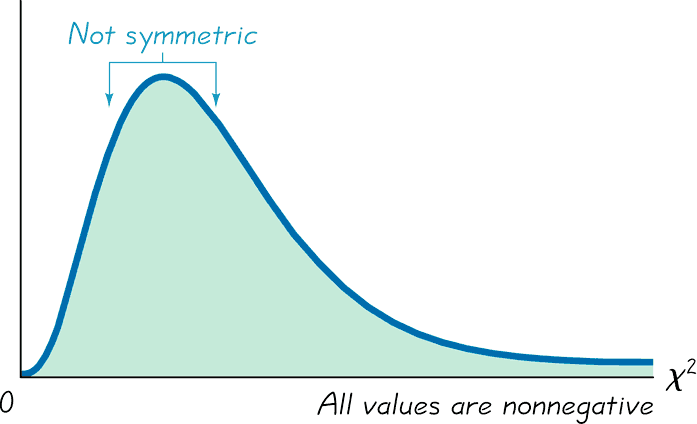 Not symmetric
χ²
0
All values are nonnegative